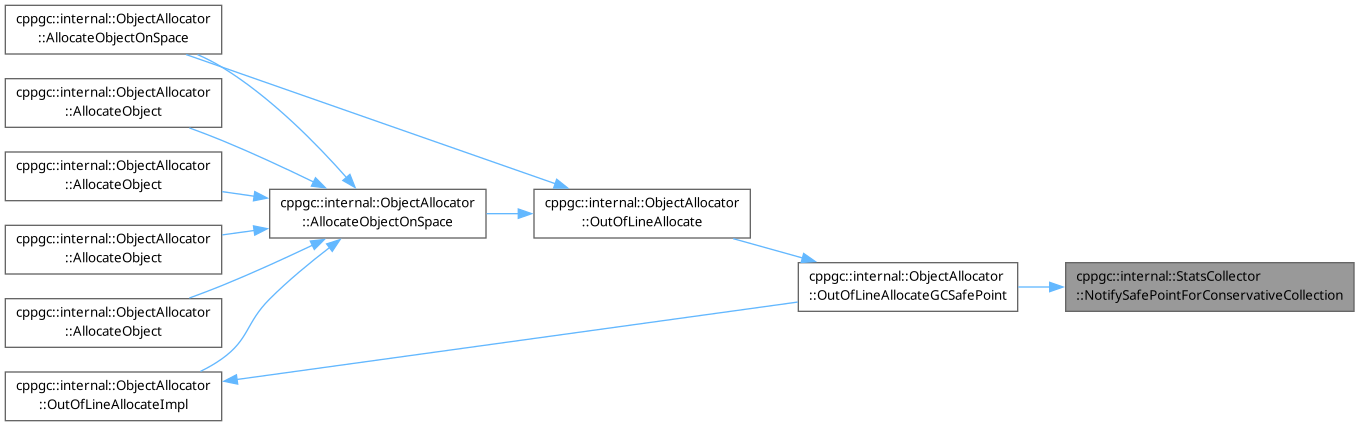 cppgc::internal::ObjectAllocator
::AllocateObjectOnSpace
cppgc::internal::ObjectAllocator
::AllocateObject
cppgc::internal::ObjectAllocator
::AllocateObject
cppgc::internal::ObjectAllocator
::AllocateObject
cppgc::internal::ObjectAllocator
::AllocateObject
cppgc::internal::ObjectAllocator
::OutOfLineAllocateImpl
cppgc::internal::ObjectAllocator
::AllocateObjectOnSpace
cppgc::internal::ObjectAllocator
::OutOfLineAllocate
cppgc::internal::ObjectAllocator
::OutOfLineAllocateGCSafePoint
cppgc::internal::StatsCollector
::NotifySafePointForConservativeCollection